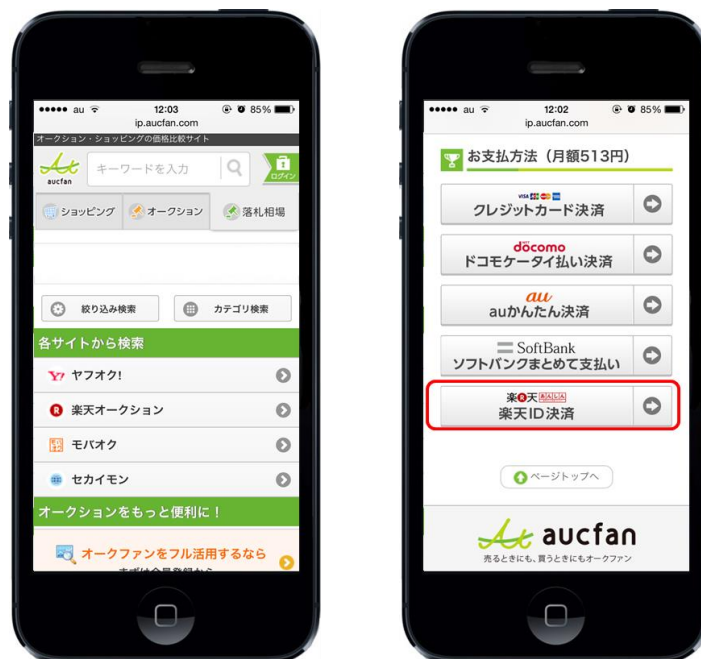 au 12:03 85%
ip.aucfan.com
オークション・ショッピングの価格比較サイト
aucfan
キーワードを入力
ログイン
ショッピング
オークション
落札相場
絞り込み検索
カテゴリ検索
各サイトから検索
Y! ヤフオク!
R 楽天オークション
モバオク
セカイモン
オークションをもっと便利に!
オークファンをフル活用するなら
まずは会員登録から
au 12:02 85%
ip.aucfan.com
お支払方法（月額513円）
VISA
クレジットカード決済
döcomo
ドコモケータイ払い決済
au
auかんたん決済
SoftBank
ソフトバンクまとめて支払い
楽R天
楽天ID決済
ページトップへ
aucfan
売るときにも、買うときにもオークファン